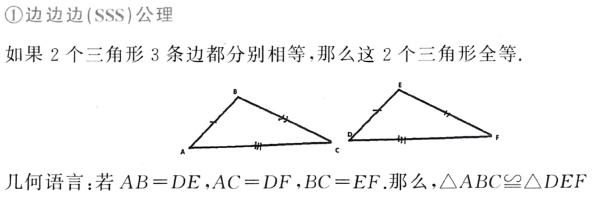 ①边边边(SSS)公理
如果 2 个三角形 3 条边都分别相等,那么这 2 个三角形全等.
B
E
A
C
D
F
几何语言:若 AB=DE,AC=DF,BC=EF.那么,△ABC≌△DEF